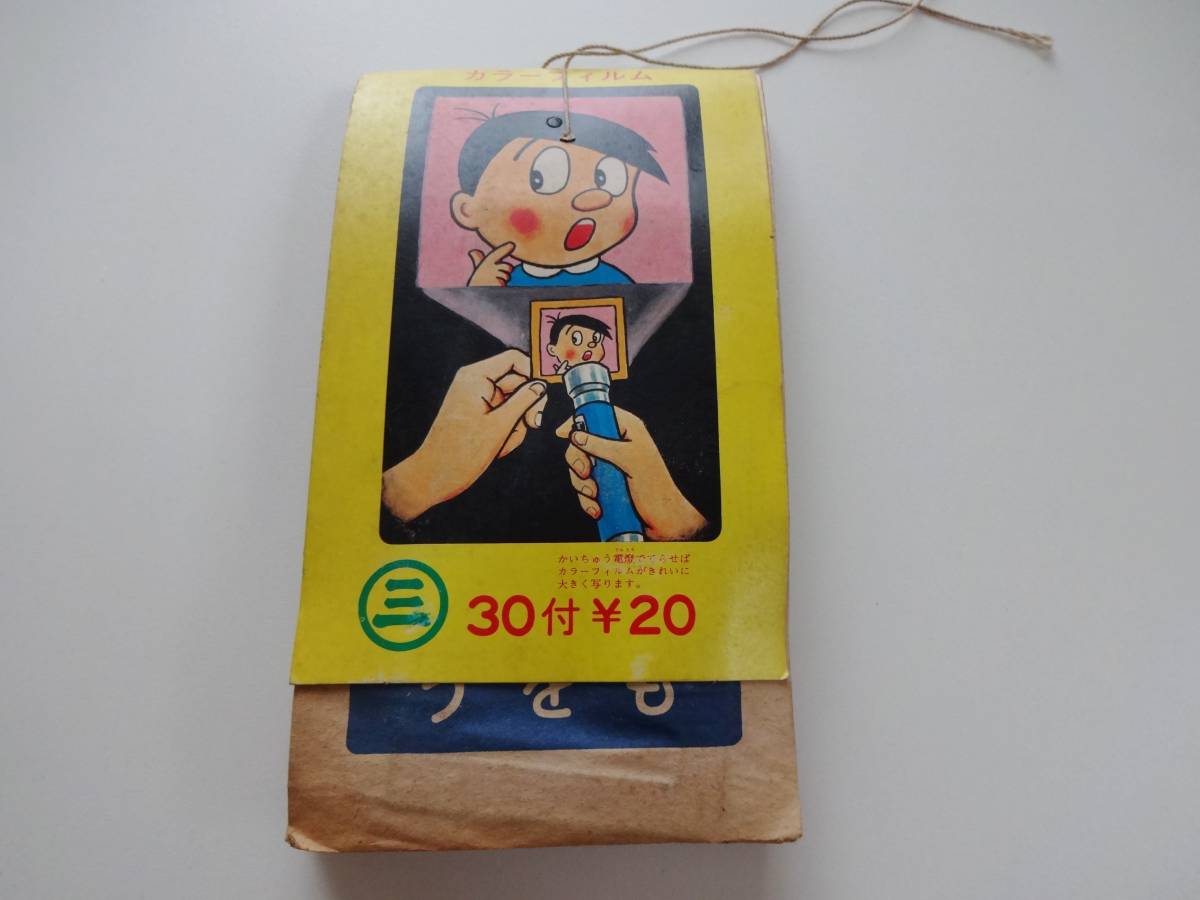 カラーフィルム
かいちゅう電燈でてらせば
カラーフィルムがきれいに
大きく写ります。
三
30付¥20
うをも